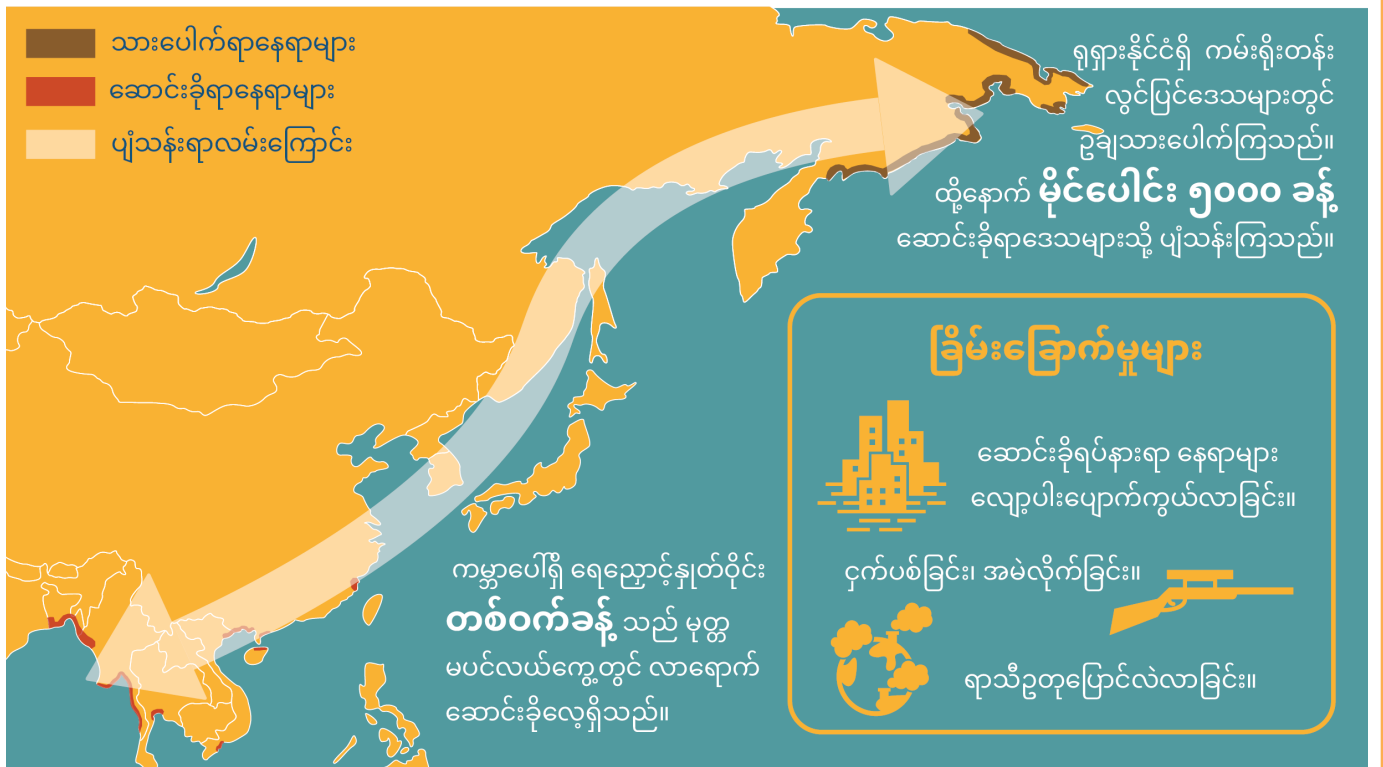 သားပေါက်ရာနေရာများ
ဆောင်းခိုရာနေရာများ
ပျံသန်းရာလမ်းကြောင်း
ရုရှားနိုင်ငံရှိ ကမ်းရိုးတန်း
လွင်ပြင်ဒေသများတွင်
ဥချသားပေါက်ကြသည်။
ထို့နောက် မိုင်ပေါင်း ၅၀၀၀ ခန့်
ဆောင်းခိုရာဒေသများသို့ ပျံသန်းကြသည်။
ခြိမ်းခြောက်မှုများ
ဆောင်းခိုရပ်နားရာ နေရာများ
လျော့ပါးပျောက်ကွယ်လာခြင်း။
ငှက်ပစ်ခြင်း၊ အမဲလိုက်ခြင်း။
ရာသီဥတုပြောင်လဲလာခြင်း။
ကမ္ဘာပေါ်ရှိ ရေညှောင့်နှုတ်ဝိုင်း
တစ်ဝက်ခန့် သည် မုတ္တ
မပင်လယ်ကွေ့တွင် လာရောက်
ဆောင်းခိုလေ့ရှိသည်။